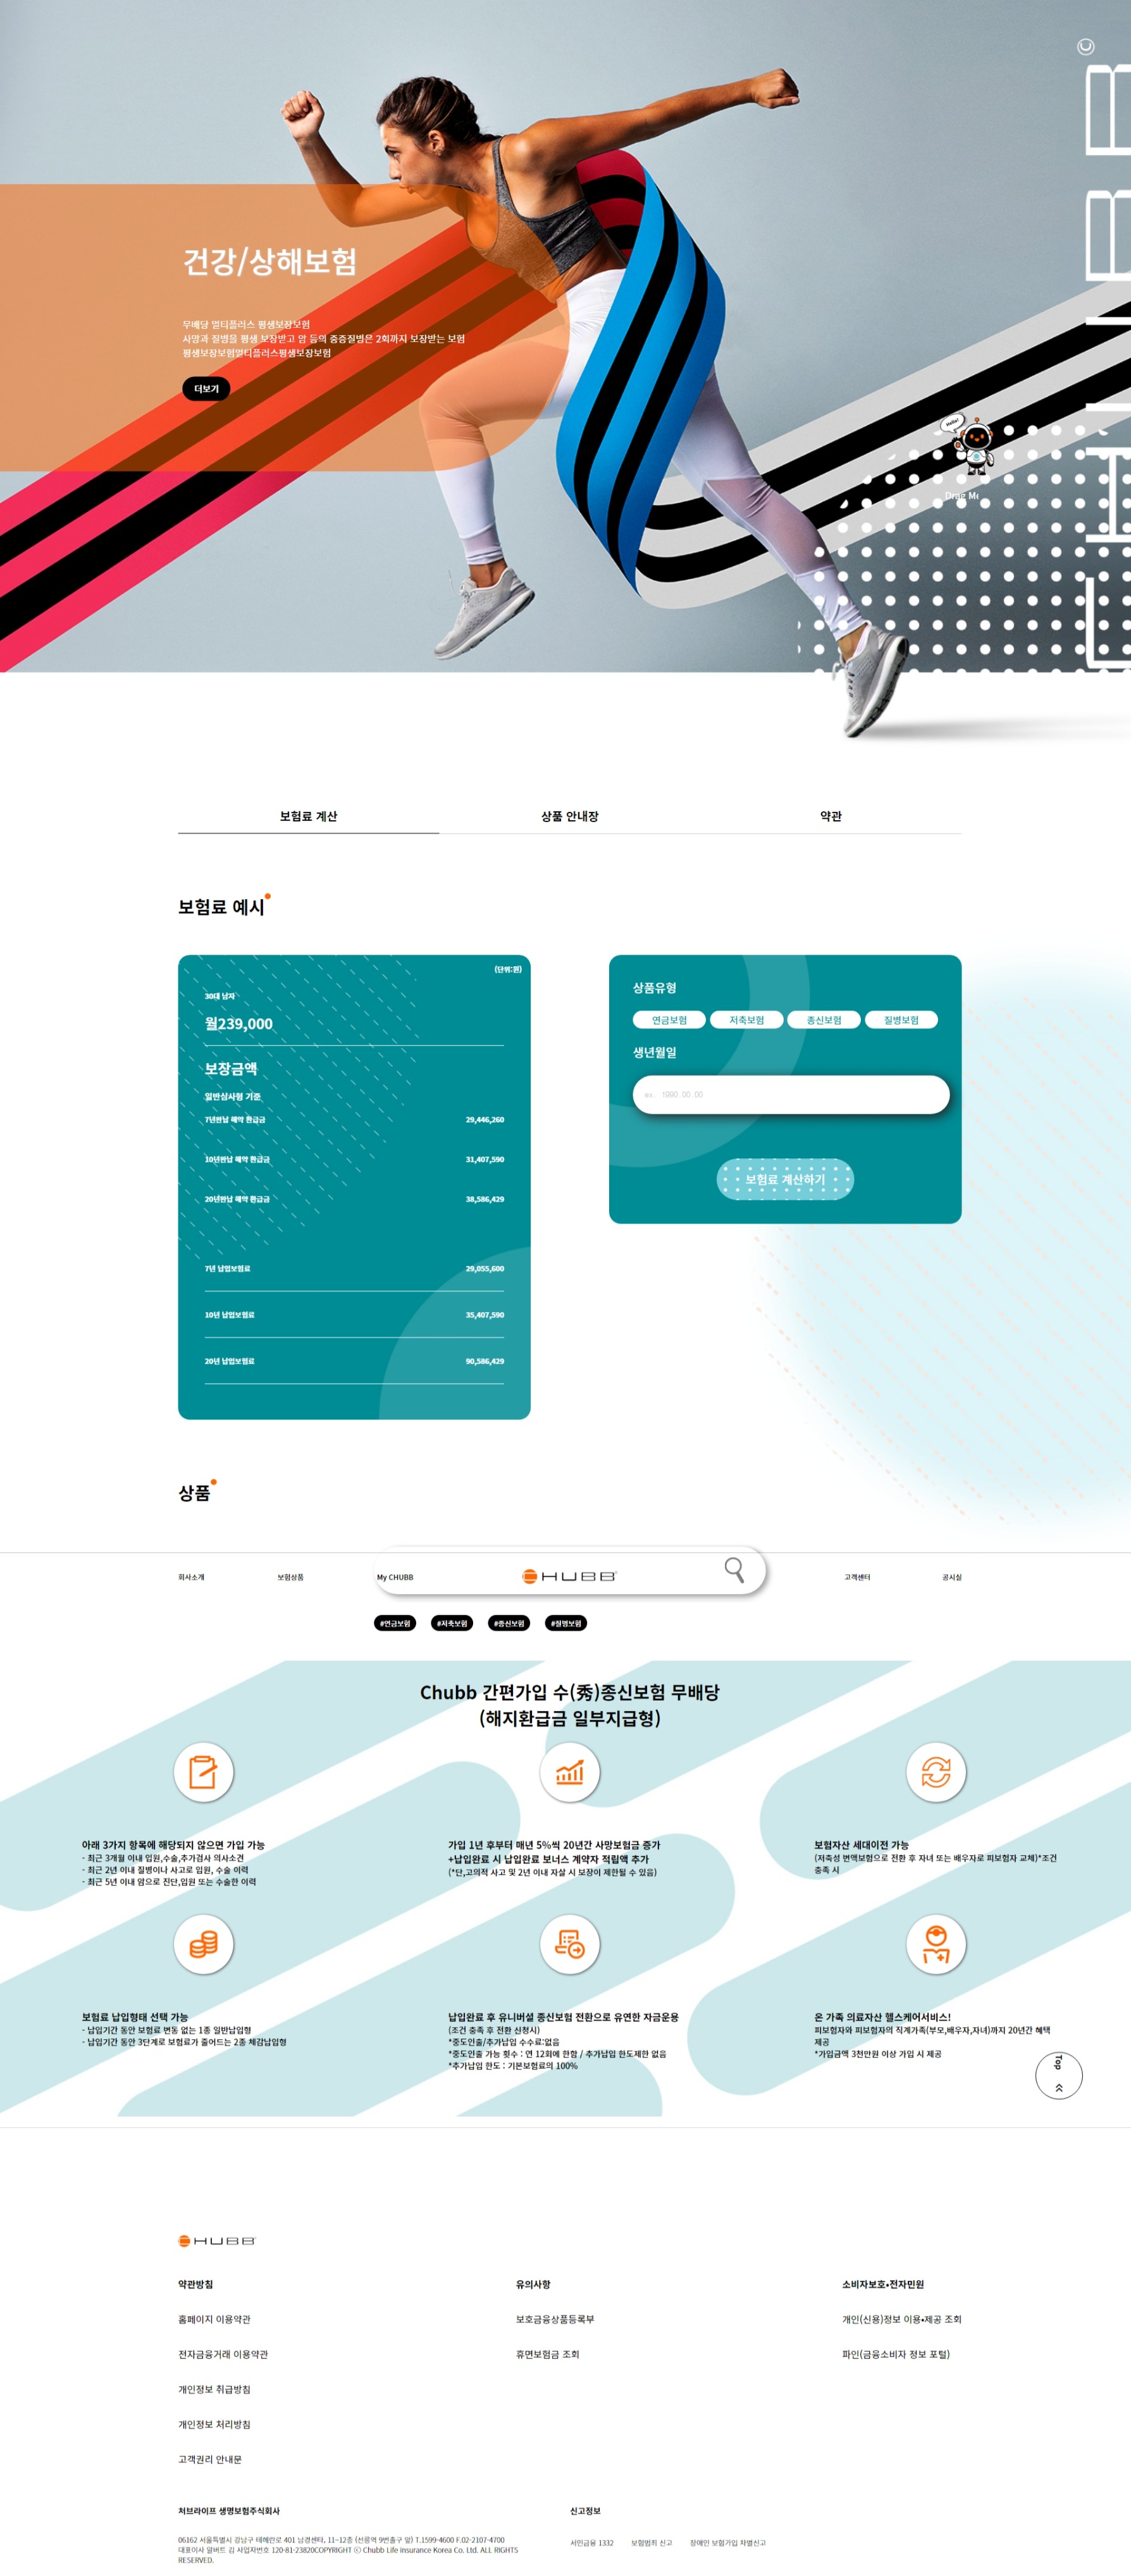 건강/상해보험
무배당 멀티플러스 평생보장보험
사망과 질병을 평생 보장받고 암 등의 중증질병은 2회까지 보장받는 보험
평생보장보험멀티플러스평생보장보험
더보기
CHUBB
Hello!
Drag Me
보험료 계산
상품 안내장
약관
보험료 예시
(단위:원)
30대 남자
월239,000
보장금액
일반심사형 기준
7년완납 해약 환급금 29,446,260
10년완납 해약 환급금 31,407,590
20년완납 해약 환급금 38,586,429
7년 납입보험료 29,055,600
10년 납입보험료 35,407,590
20년 납입보험료 90,586,429
상품유형
연금보험 저축보험 종신보험 질병보험
생년월일
ex. 1990.00.00
보험료 계산하기
상품
회사소개 보험상품 My CHUBB CHUBB 고객센터 공시실
#연금보험 #저축보험 #종신보험 #질병보험
Chubb 간편가입 수(秀)종신보험 무배당
(해지환급금 일부지급형)
아래 3가지 항목에 해당되지 않으면 가입 가능
- 최근 3개월 이내 입원,수술,추가검사 의사소견
- 최근 2년 이내 질병이나 사고로 입원, 수술 이력
- 최근 5년 이내 암으로 진단,입원 또는 수술한 이력
가입 1년 후부터 매년 5%씩 20년간 사망보험금 증가
+납입완료 시 납입완료 보너스 계약자 적립액 추가
(*단,고의적 사고 및 2년 이내 자살 시 보장이 제한될 수 있음)
보험자산 세대이전 가능
(저축성 변액보험으로 전환 후 자녀 또는 배우자로 피보험자 교체)*조건
충족 시
보험료 납입형태 선택 가능
- 납입기간 동안 보험료 변동 없는 1종 일반납입형
- 납입기간 동안 3단계로 보험료가 줄어드는 2종 체감납입형
납입완료 후 유니버설 종신보험 전환으로 유연한 자금운용
(조건 충족 후 전환 신청시)
*중도인출/추가납입 수수료:없음
*중도인출 가능 횟수 : 연 12회에 한함 / 추가납입 한도제한 없음
*추가납입 한도 : 기본보험료의 100%
온 가족 의료자산 헬스케어서비스!
피보험자와 피보험자의 직계가족(부모,배우자,자녀)까지 20년간 혜택
제공
*가입금액 3천만원 이상 가입 시 제공
Top
CHUBB
약관방침
홈페이지 이용약관
전자금융거래 이용약관
개인정보 취급방침
개인정보 처리방침
고객권리 안내문
유의사항
보호금융상품등록부
휴면보험금 조회
소비자보호•전자민원
개인(신용)정보 이용•제공 조회
파인(금융소비자 정보 포털)
처브라이프 생명보험주식회사
06162 서울특별시 강남구 테헤란로 401 남경센터, 11~12층 (선릉역 9번출구 앞) T.1599-4600 F.02-2107-4700
대표이사 알버트 김 사업자번호 120-81-23820COPYRIGHT ⓒ Chubb Life insurance Korea Co. Ltd. ALL RIGHTS
RESERVED.
신고정보
서민금융 1332 보험범죄 신고 장애인 보험가입 차별신고